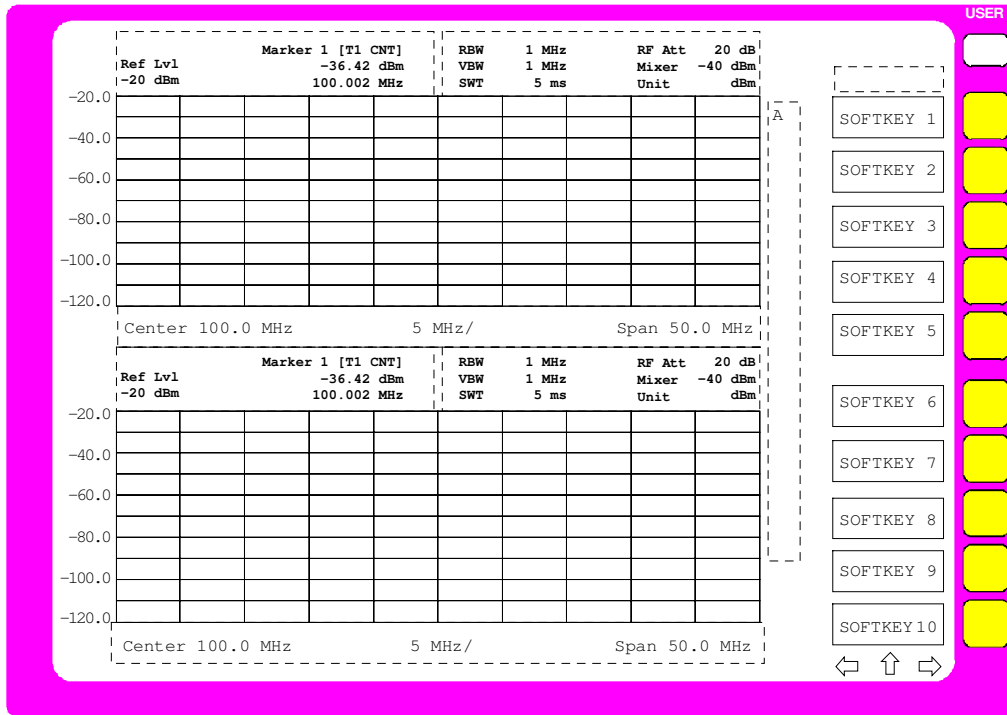 USER
Marker 1 [T1 CNT] RBW 1 MHz RF Att 20 dB
Ref Lvl -36.42 dBm VBW 1 MHz Mixer -40 dBm
-20 dBm 100.002 MHz SWT 5 ms Unit dBm
-20.0
-40.0
-60.0
-80.0
-100.0
-120.0
Center 100.0 MHz 5 MHz/ Span 50.0 MHz
A
Marker 1 [T1 CNT] RBW 1 MHz RF Att 20 dB
Ref Lvl -36.42 dBm VBW 1 MHz Mixer -40 dBm
-20 dBm 100.002 MHz SWT 5 ms Unit dBm
-20.0
-40.0
-60.0
-80.0
-100.0
-120.0
Center 100.0 MHz 5 MHz/ Span 50.0 MHz
SOFTKEY 1
SOFTKEY 2
SOFTKEY 3
SOFTKEY 4
SOFTKEY 5
SOFTKEY 6
SOFTKEY 7
SOFTKEY 8
SOFTKEY 9
SOFTKEY 10